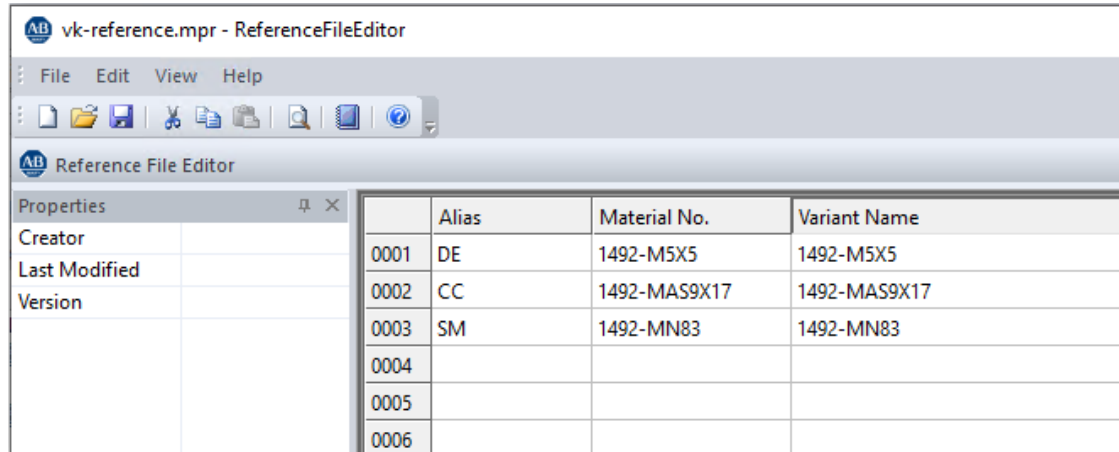 AB vk-reference.mpr - ReferenceFileEditor
File Edit View Help
AB Reference File Editor
Properties
Creator
Last Modified
Version
Alias Material No. Variant Name
0001 DE 1492-M5X5 1492-M5X5
0002 CC 1492-MAS9X17 1492-MAS9X17
0003 SM 1492-MN83 1492-MN83
0004
0005
0006